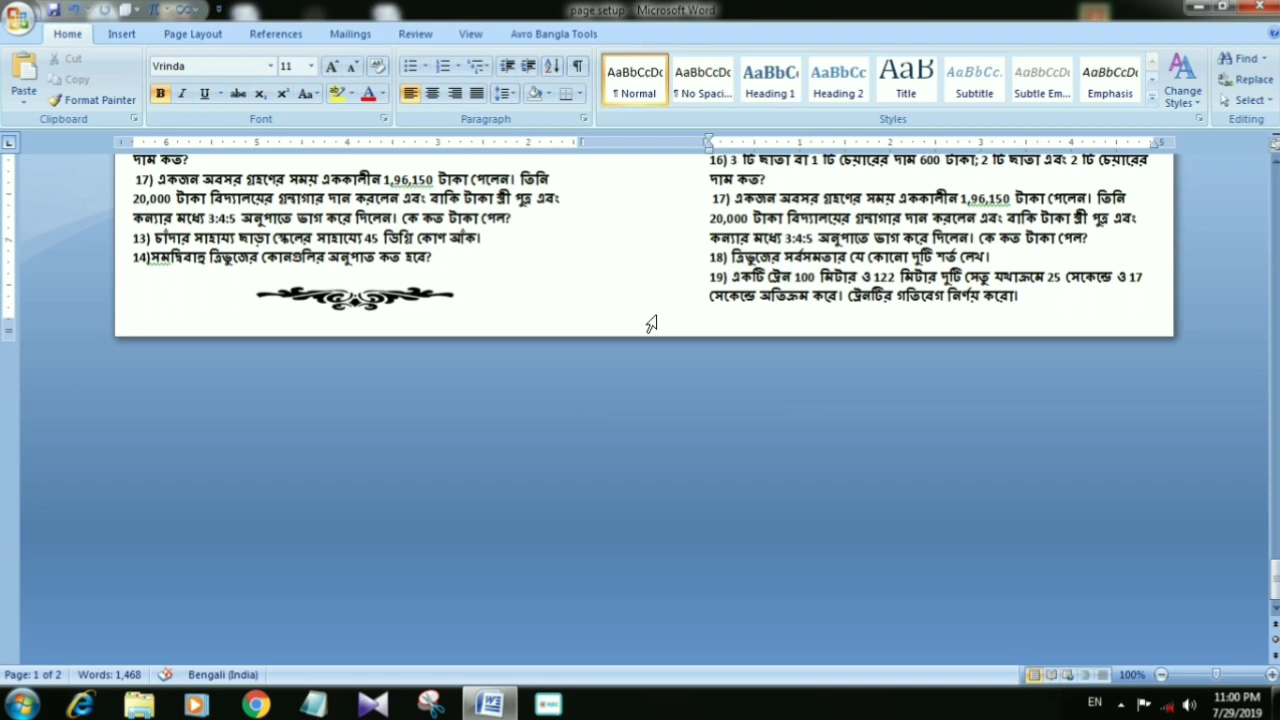 page setup - Microsoft Word
Home Insert Page Layout References Mailings Review View Avro Bangla Tools
Paste Cut Copy Format Painter
Clipboard
Vrinda 11
Font
Paragraph
AaBbCcDc ¶ Normal
AaBbCcDc ¶ No Spaci...
AaBbC Heading 1
AaBbCc Heading 2
AaB Title
AaBbCc. Subtitle
AaBbCcDc Subtle Em...
AaBbCcDc Emphasis
Change Styles
Styles
Find Replace Select
Editing
দাম কত?
17) একজন অবসর গ্রহণের সময় এককালীন 1,96,150 টাকা পেলেন। তিনি
20,000 টাকা বিদ্যালয়ের গ্রন্থাগার দান করলেন এবং বাকি টাকা স্ত্রী পুত্র এবং
কন্যার মধ্যে 3:4:5 অনুপাতে ভাগ করে দিলেন। কে কত টাকা পেল?
13) চাঁদার সাহায্য ছাড়া স্কেলের সাহায্যে 45 ডিগ্রি কোণ আঁক।
14)সমদ্বিবাহু ত্রিভুজের কোনগুলির অনুপাত কত হবে?
16) 3 টি ছাতা বা 1 টি চেয়ারের দাম 600 টাকা; 2 টি ছাতা এবং 2 টি চেয়ারের
দাম কত?
17) একজন অবসর গ্রহণের সময় এককালীন 1,96,150 টাকা পেলেন। তিনি
20,000 টাকা বিদ্যালয়ের গ্রন্থাগার দান করলেন এবং বাকি টাকা স্ত্রী পুত্র এবং
কন্যার মধ্যে 3:4:5 অনুপাতে ভাগ করে দিলেন। কে কত টাকা পেল?
18) ত্রিভুজের সর্বসমতার যে কোনো দুটি শর্ত লেখ।
19) একটি ট্রেন 100 মিটার ও 122 মিটার দুটি সেতু যথাক্রমে 25 সেকেন্ডে ও 17
সেকেন্ডে অতিক্রম করে। ট্রেনটির গতিবেগ নির্ণয় করো।
Page: 1 of 2 Words: 1,468 Bengali (India) 100%
EN 11:00 PM
7/29/2019